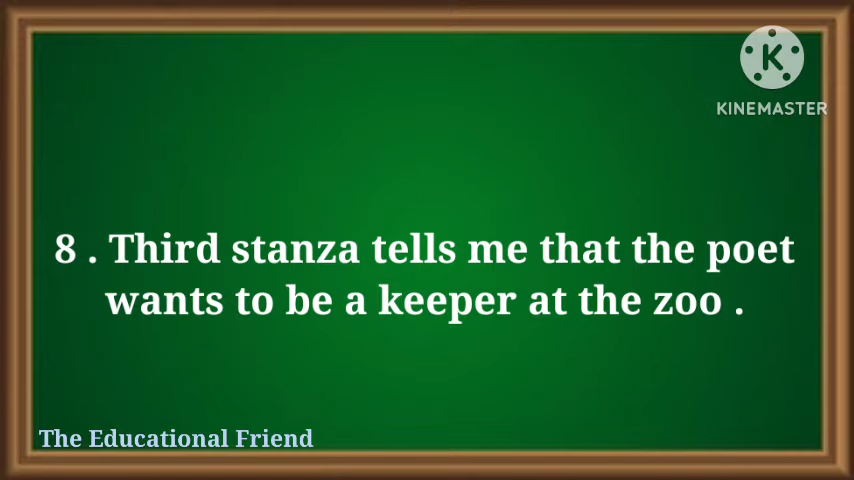 K
KINEMASTER
8 . Third stanza tells me that the poet
wants to be a keeper at the zoo .
The Educational Friend